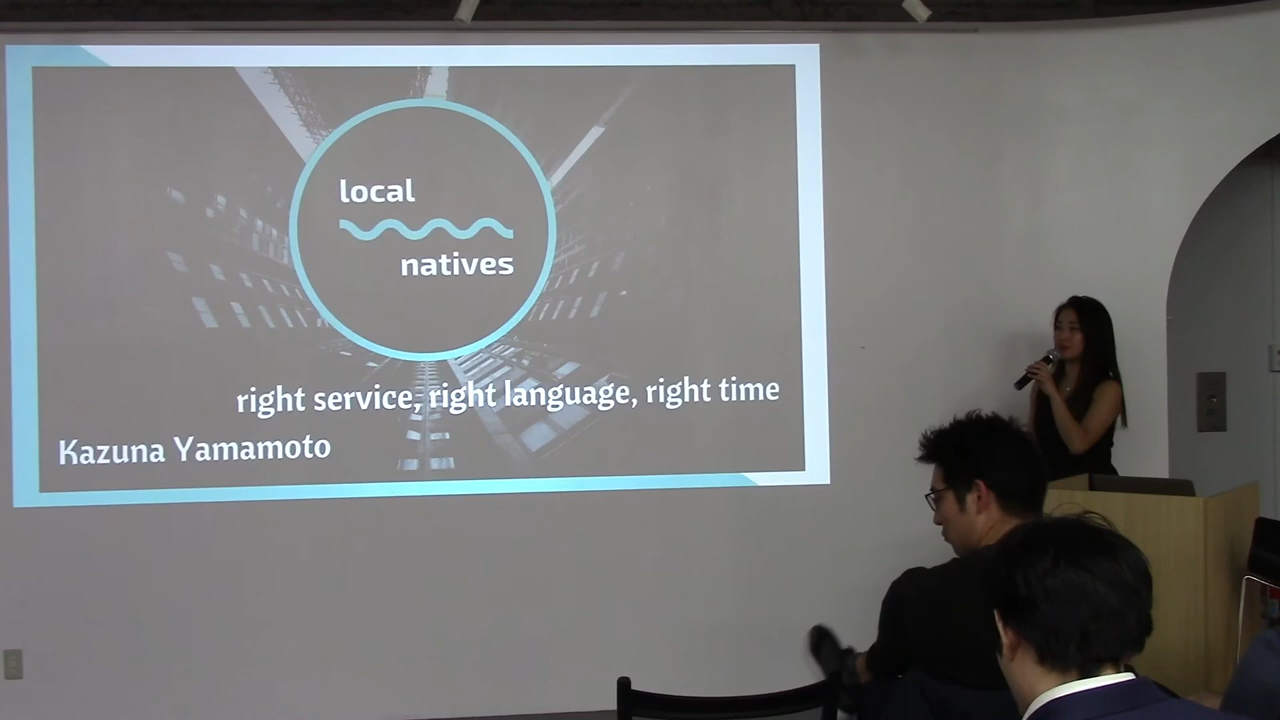 local
natives
right service, right language, right time
Kazuna Yamamoto